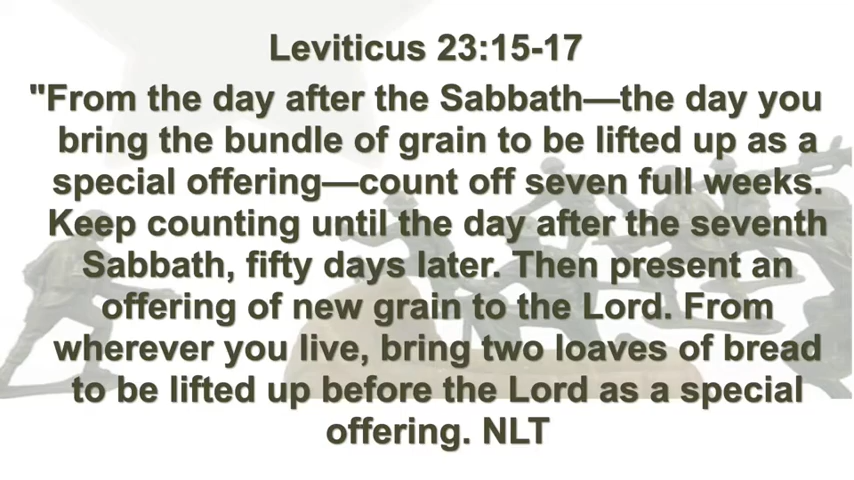 Leviticus 23:15-17
"From the day after the Sabbath—the day you
bring the bundle of grain to be lifted up as a
special offering—count off seven full weeks.
Keep counting until the day after the seventh
Sabbath, fifty days later. Then present an
offering of new grain to the Lord. From
wherever you live, bring two loaves of bread
to be lifted up before the Lord as a special
offering. NLT